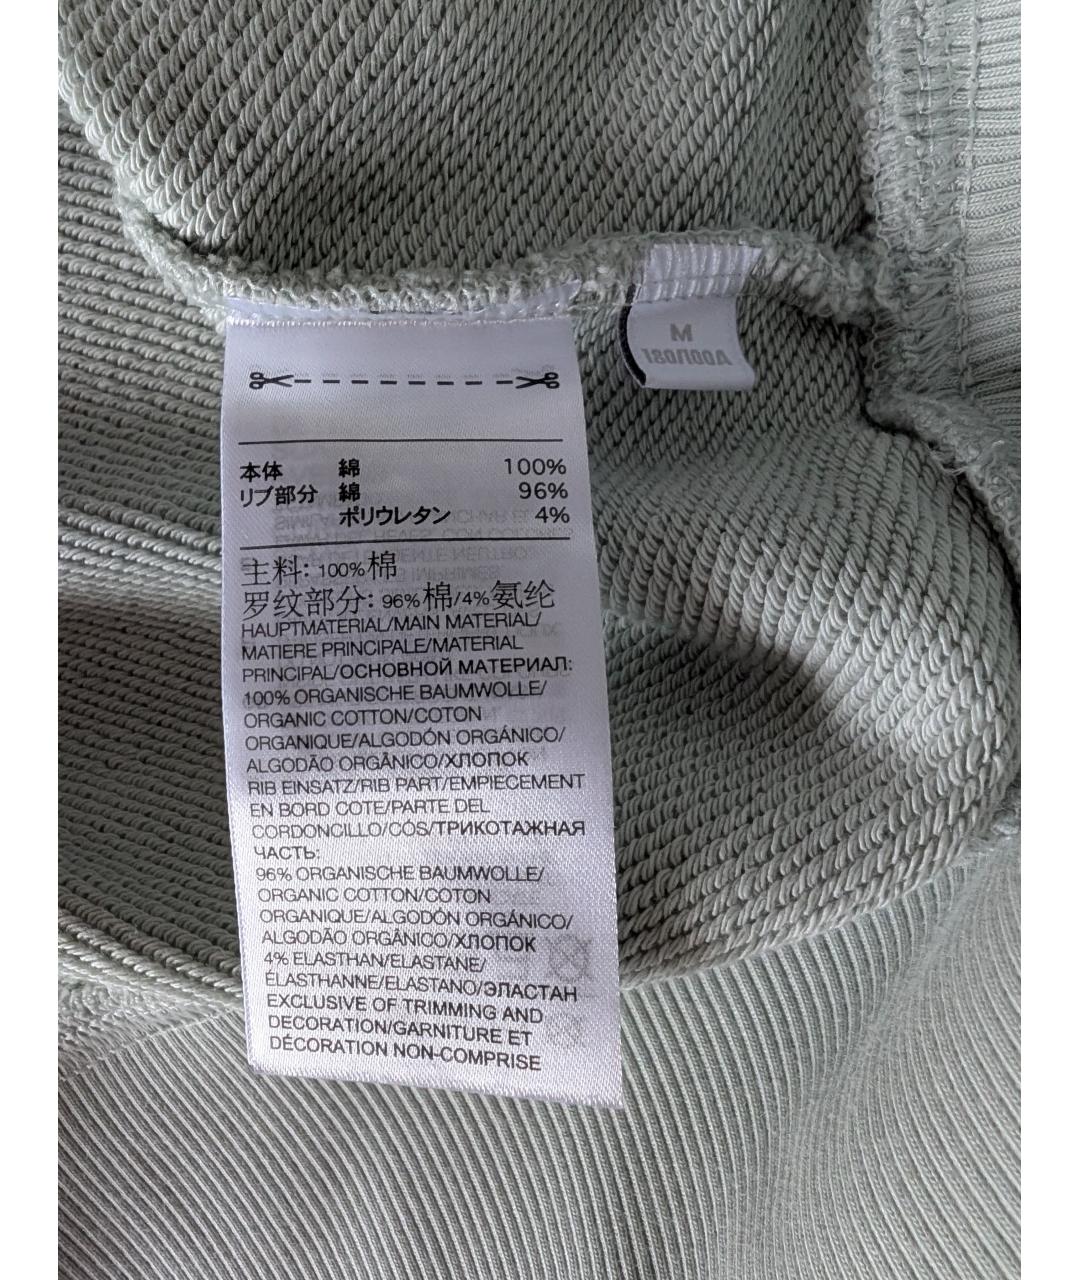 M
180/100A
本体 綿 100%
リブ部分 綿 96%
ポリウレタン 4%
主料: 100%棉
罗纹部分: 96%棉/4%氨纶
HAUPTMATERIAL/MAIN MATERIAL/
MATIERE PRINCIPALE/MATERIAL
PRINCIPAL/ОСНОВНОЙ МАТЕРИАЛ:
100% ORGANISCHE BAUMWOLLE/
ORGANIC COTTON/COTON
ORGANIQUE/ALGODÓN ORGÁNICO/
ALGODÃO ORGÂNICO/ХЛОПОК
RIB EINSATZ/RIB PART/EMPIECEMENT
EN BORD COTE/PARTE DEL
CORDONCILLO/COS/ТРИКОТАЖНАЯ
ЧАСТЬ:
96% ORGANISCHE BAUMWOLLE/
ORGANIC COTTON/COTON
ORGANIQUE/ALGODÓN ORGÁNICO/
ALGODÃO ORGÂNICO/ХЛОПОК
4% ELASTHAN/ELASTANE/
ÉLASTHANNE/ELASTANO/ЭЛАСТАН
EXCLUSIVE OF TRIMMING AND
DECORATION/GARNITURE ET
DÉCORATION NON-COMPRISE